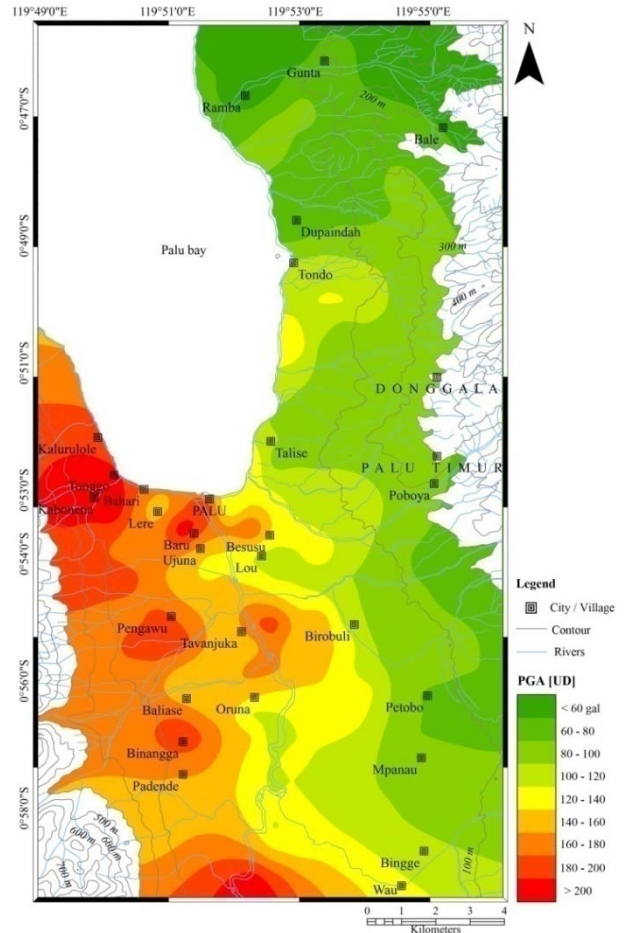 119°49'0"E 119°51'0"E 119°53'0"E 119°55'0"E
N
Gunta
200 m
Ramba
0°47'0"S
Bale
Dupaindah
0°49'0"S
300 m
Palu bay
Tondo
400 m
0°51'0"S
DONGGALA
Kalurulole
Talise
PALU TIMUR
Tonggo
Poboya
Bahari
0°53'0"S
Kabonena
PALU
Lere
Baru
Besusu
Ujuna
0°54'0"S
Lou
Legend
City / Village
Contour
Rivers
Pengawu
Birobuli
Tavanjuka
0°56'0"S
PGA [UD]
< 60 gal
60 - 80
80 - 100
100 - 120
120 - 140
140 - 160
160 - 180
180 - 200
> 200
Baliase
Oruna
Petobo
Binangga
Mpanau
Padende
0°58'0"S
500 m
600 m
600 m
700 m
Bingge
100 m
Wau
0 1 2 3 4
Kilometers